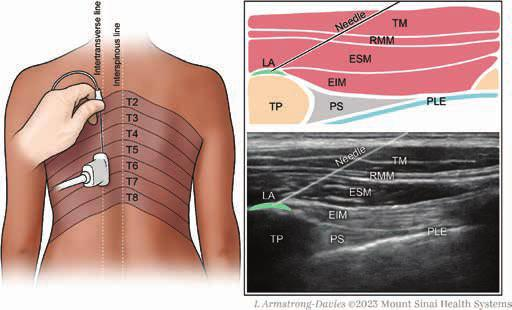 Intertransverse line
Interspinous line
T2
T3
T4
T5
T6
T7
T8
Needle
TM
RMM
LA
ESM
EIM
TP
PS
PLE
Needle
TM
RMM
LA
ESM
EIM
TP
PS
PLE
L Armstrong-Davies ©2023 Mount Sinai Health Systems